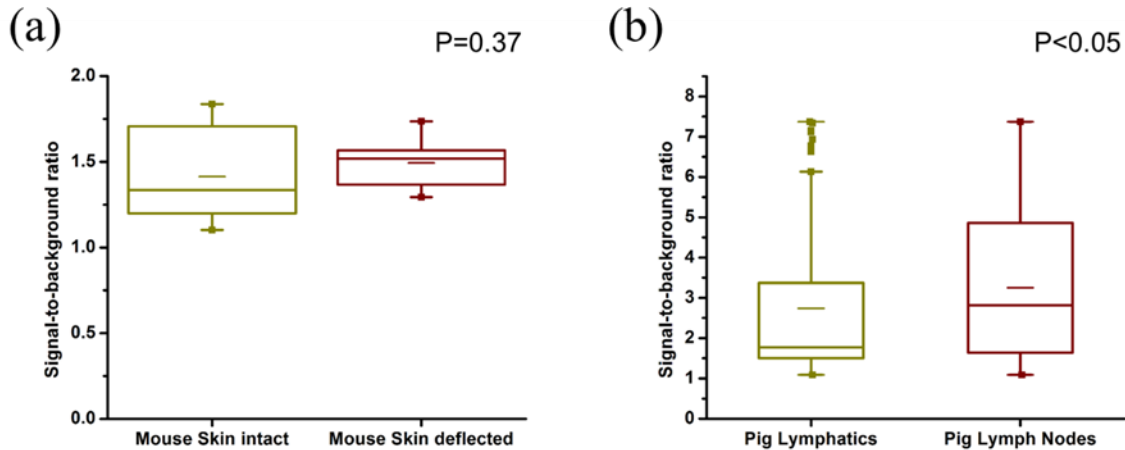 (a)
P=0.37
Signal-to-background ratio
2.0
1.5
1.0
0.5
0.0
Mouse Skin intact
Mouse Skin deflected
(b)
P<0.05
Signal-to-background ratio
8
7
6
5
4
3
2
1
0
Pig Lymphatics
Pig Lymph Nodes